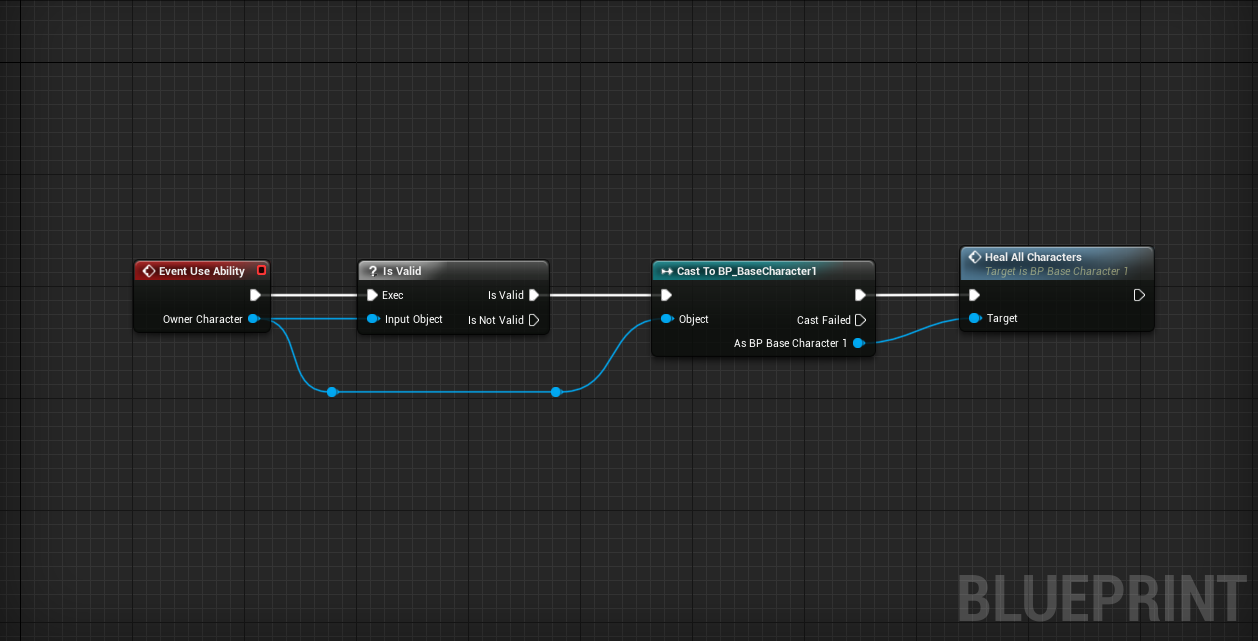 Event Use Ability
Owner Character
? Is Valid
Exec
Is Valid
Input Object
Is Not Valid
Cast To BP_BaseCharacter1
Object
Cast Failed
As BP Base Character 1
Heal All Characters
Target is BP Base Character 1
Target
BLUEPRINT